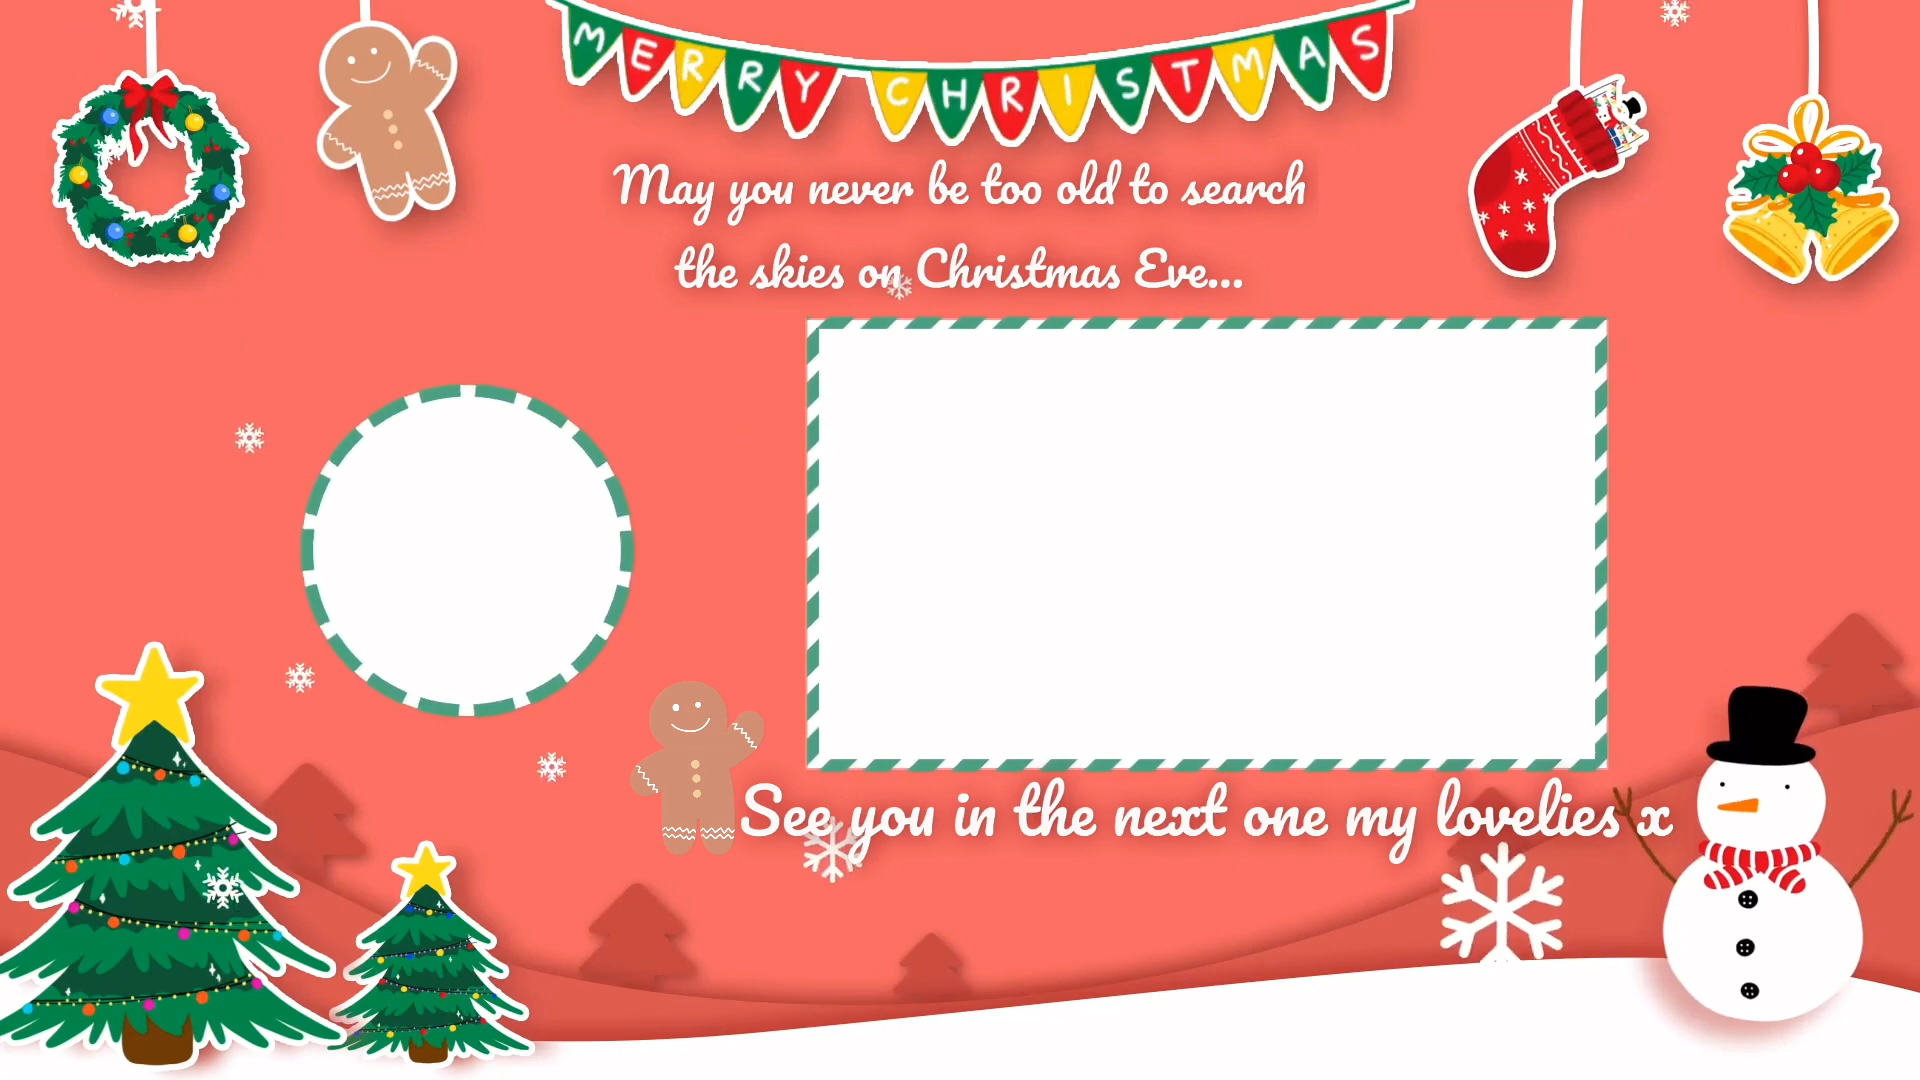 MERRY CHRISTMAS
May you never be too old to search
the skies on Christmas Eve...
See you in the next one my lovelies x